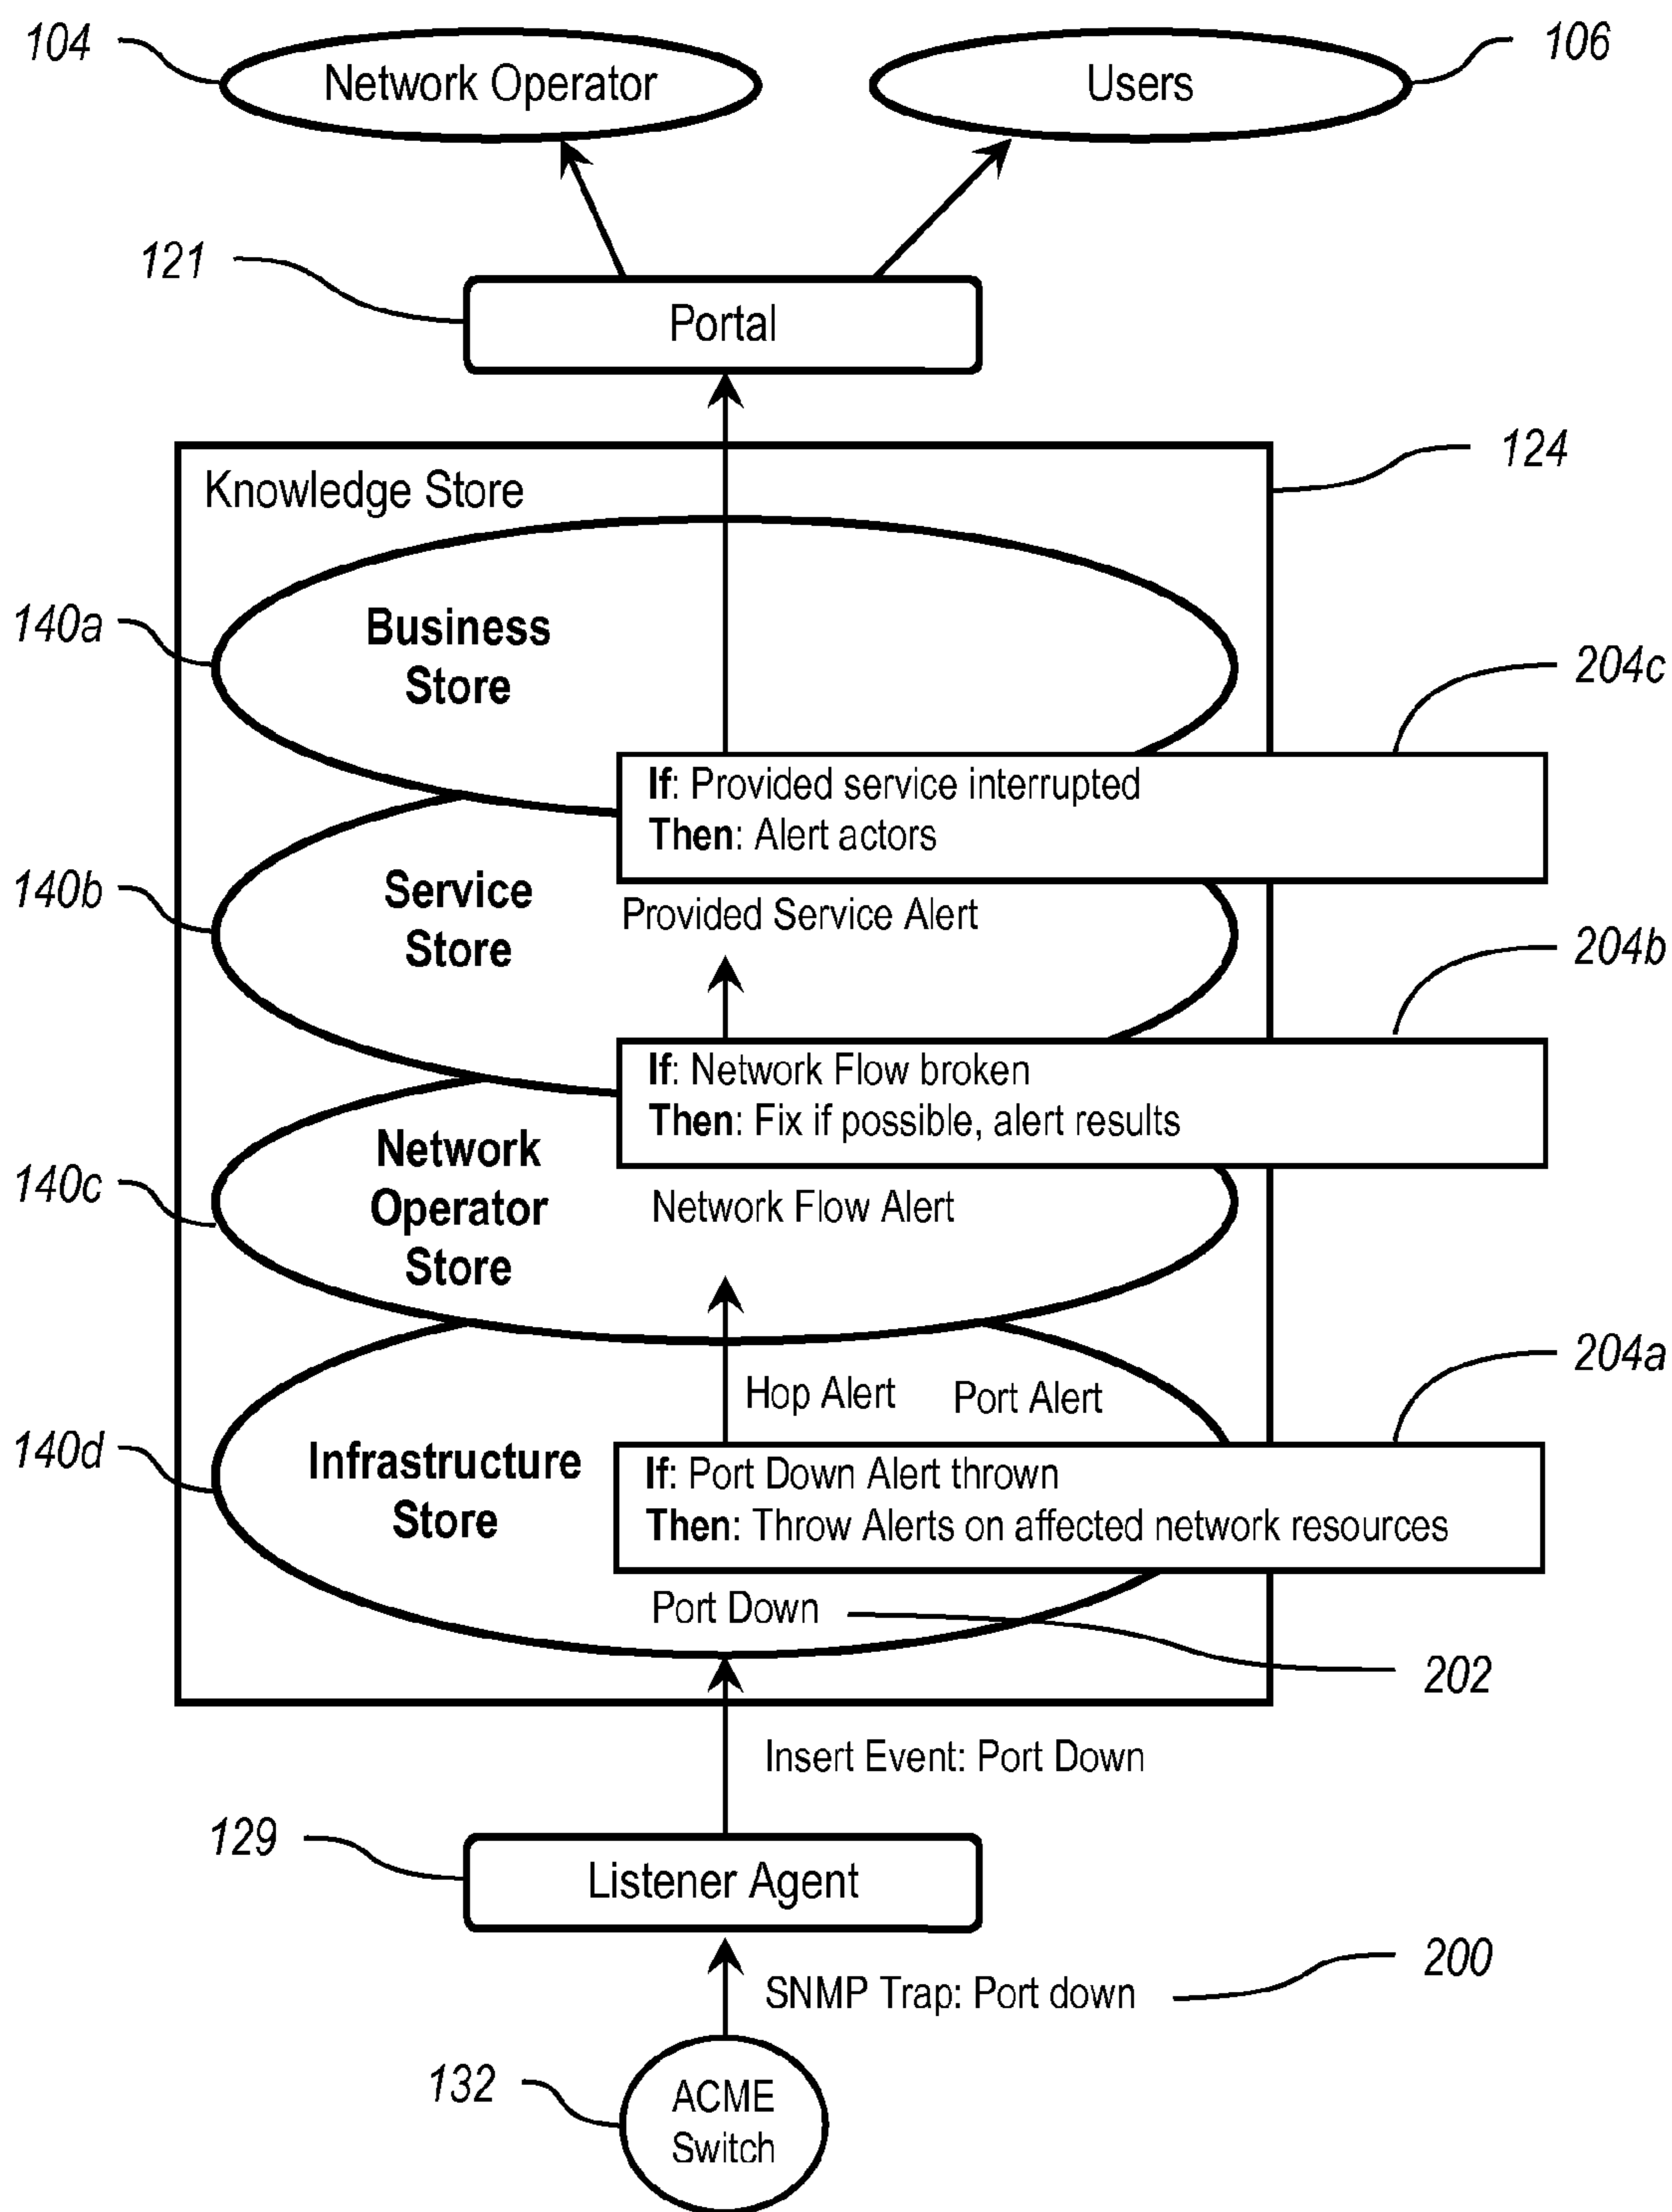 104
Network Operator
Users
106
121
Portal
124
Knowledge Store
140a
Business
Store
204c
If: Provided service interrupted
Then: Alert actors
140b
Service
Store
Provided Service Alert
204b
If: Network Flow broken
Then: Fix if possible, alert results
140c
Network
Operator
Store
Network Flow Alert
204a
Hop Alert
Port Alert
140d
Infrastructure
Store
If: Port Down Alert thrown
Then: Throw Alerts on affected network resources
Port Down
202
Insert Event: Port Down
129
Listener Agent
200
SNMP Trap: Port down
132
ACME
Switch